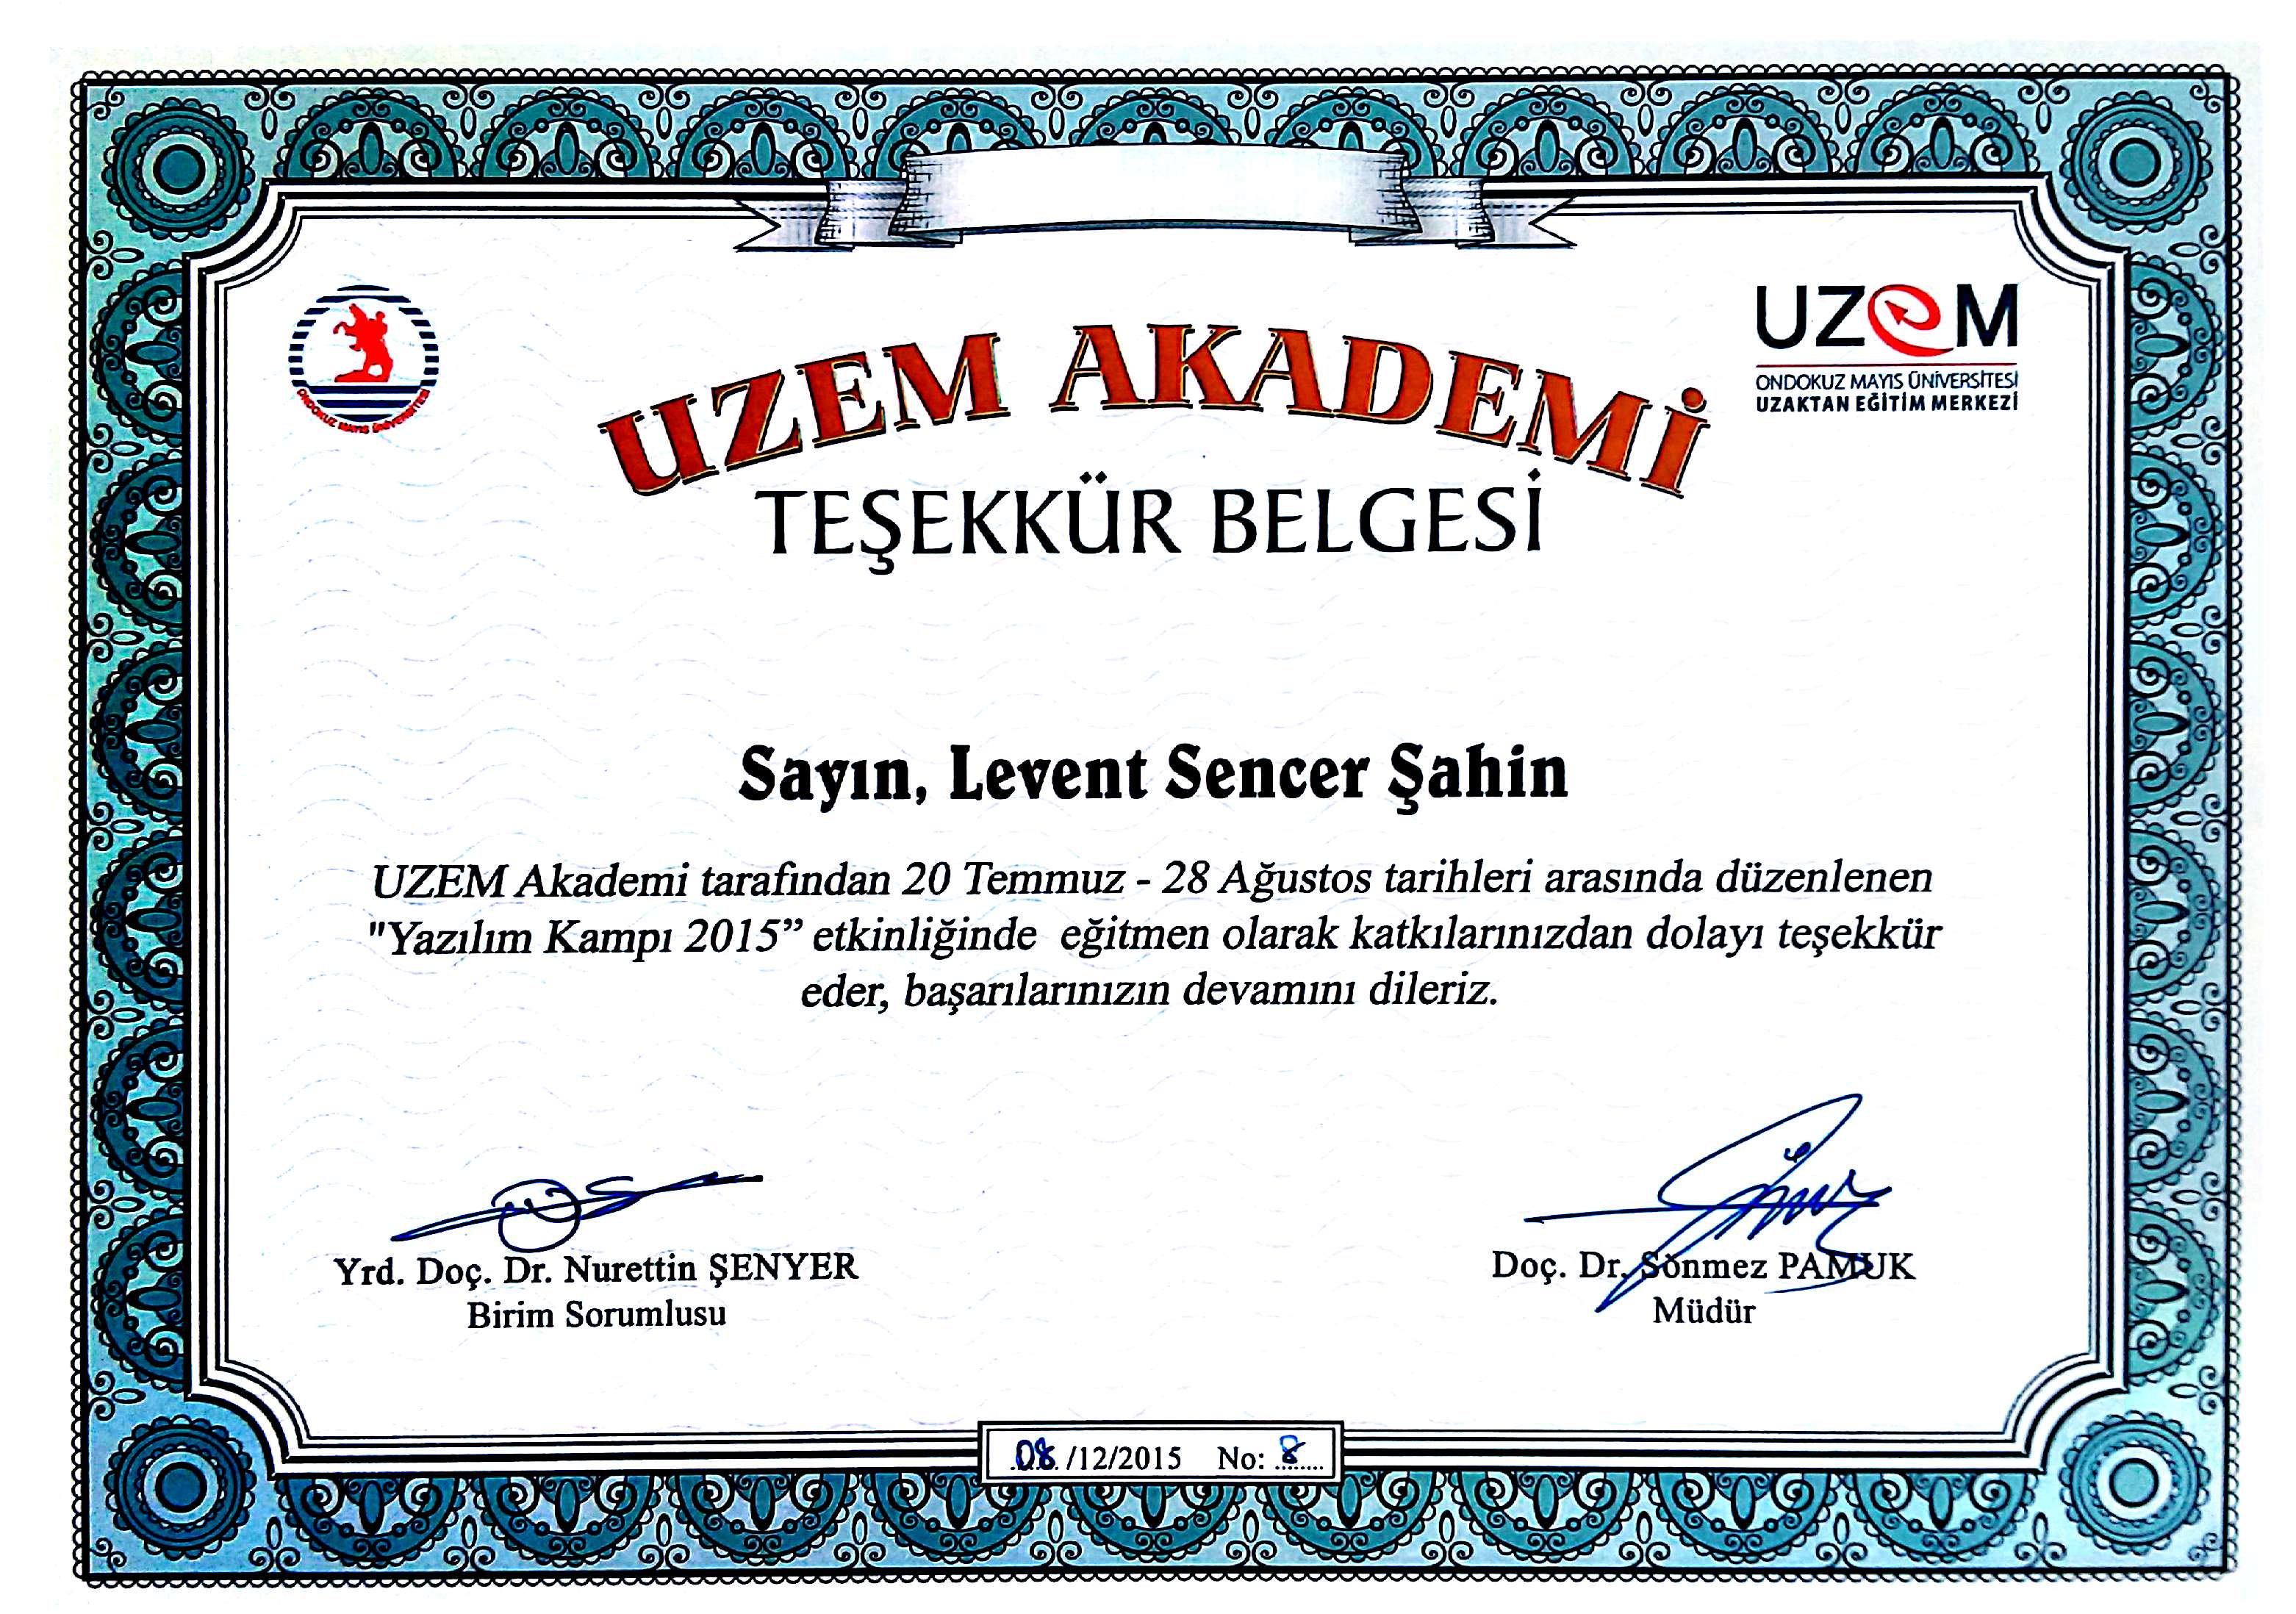 UZEM
ONDOKUZ MAYIS ÜNİVERSİTESİ
UZAKTAN EĞİTİM MERKEZİ
ONDOKUZ MAYIS ÜNİVERSİTESİ
UZEM AKADEMİ
TEŞEKKÜR BELGESİ
Sayın, Levent Sencer Şahin
UZEM Akademi tarafından 20 Temmuz - 28 Ağustos tarihleri arasında düzenlenen
"Yazılım Kampı 2015” etkinliğinde eğitmen olarak katkılarınızdan dolayı teşekkür
eder, başarılarınızın devamını dileriz.
Yrd. Doç. Dr. Nurettin ŞENYER
Birim Sorumlusu
Doç. Dr. Sönmez PAMUK
Müdür
08/12/2015 No: 8